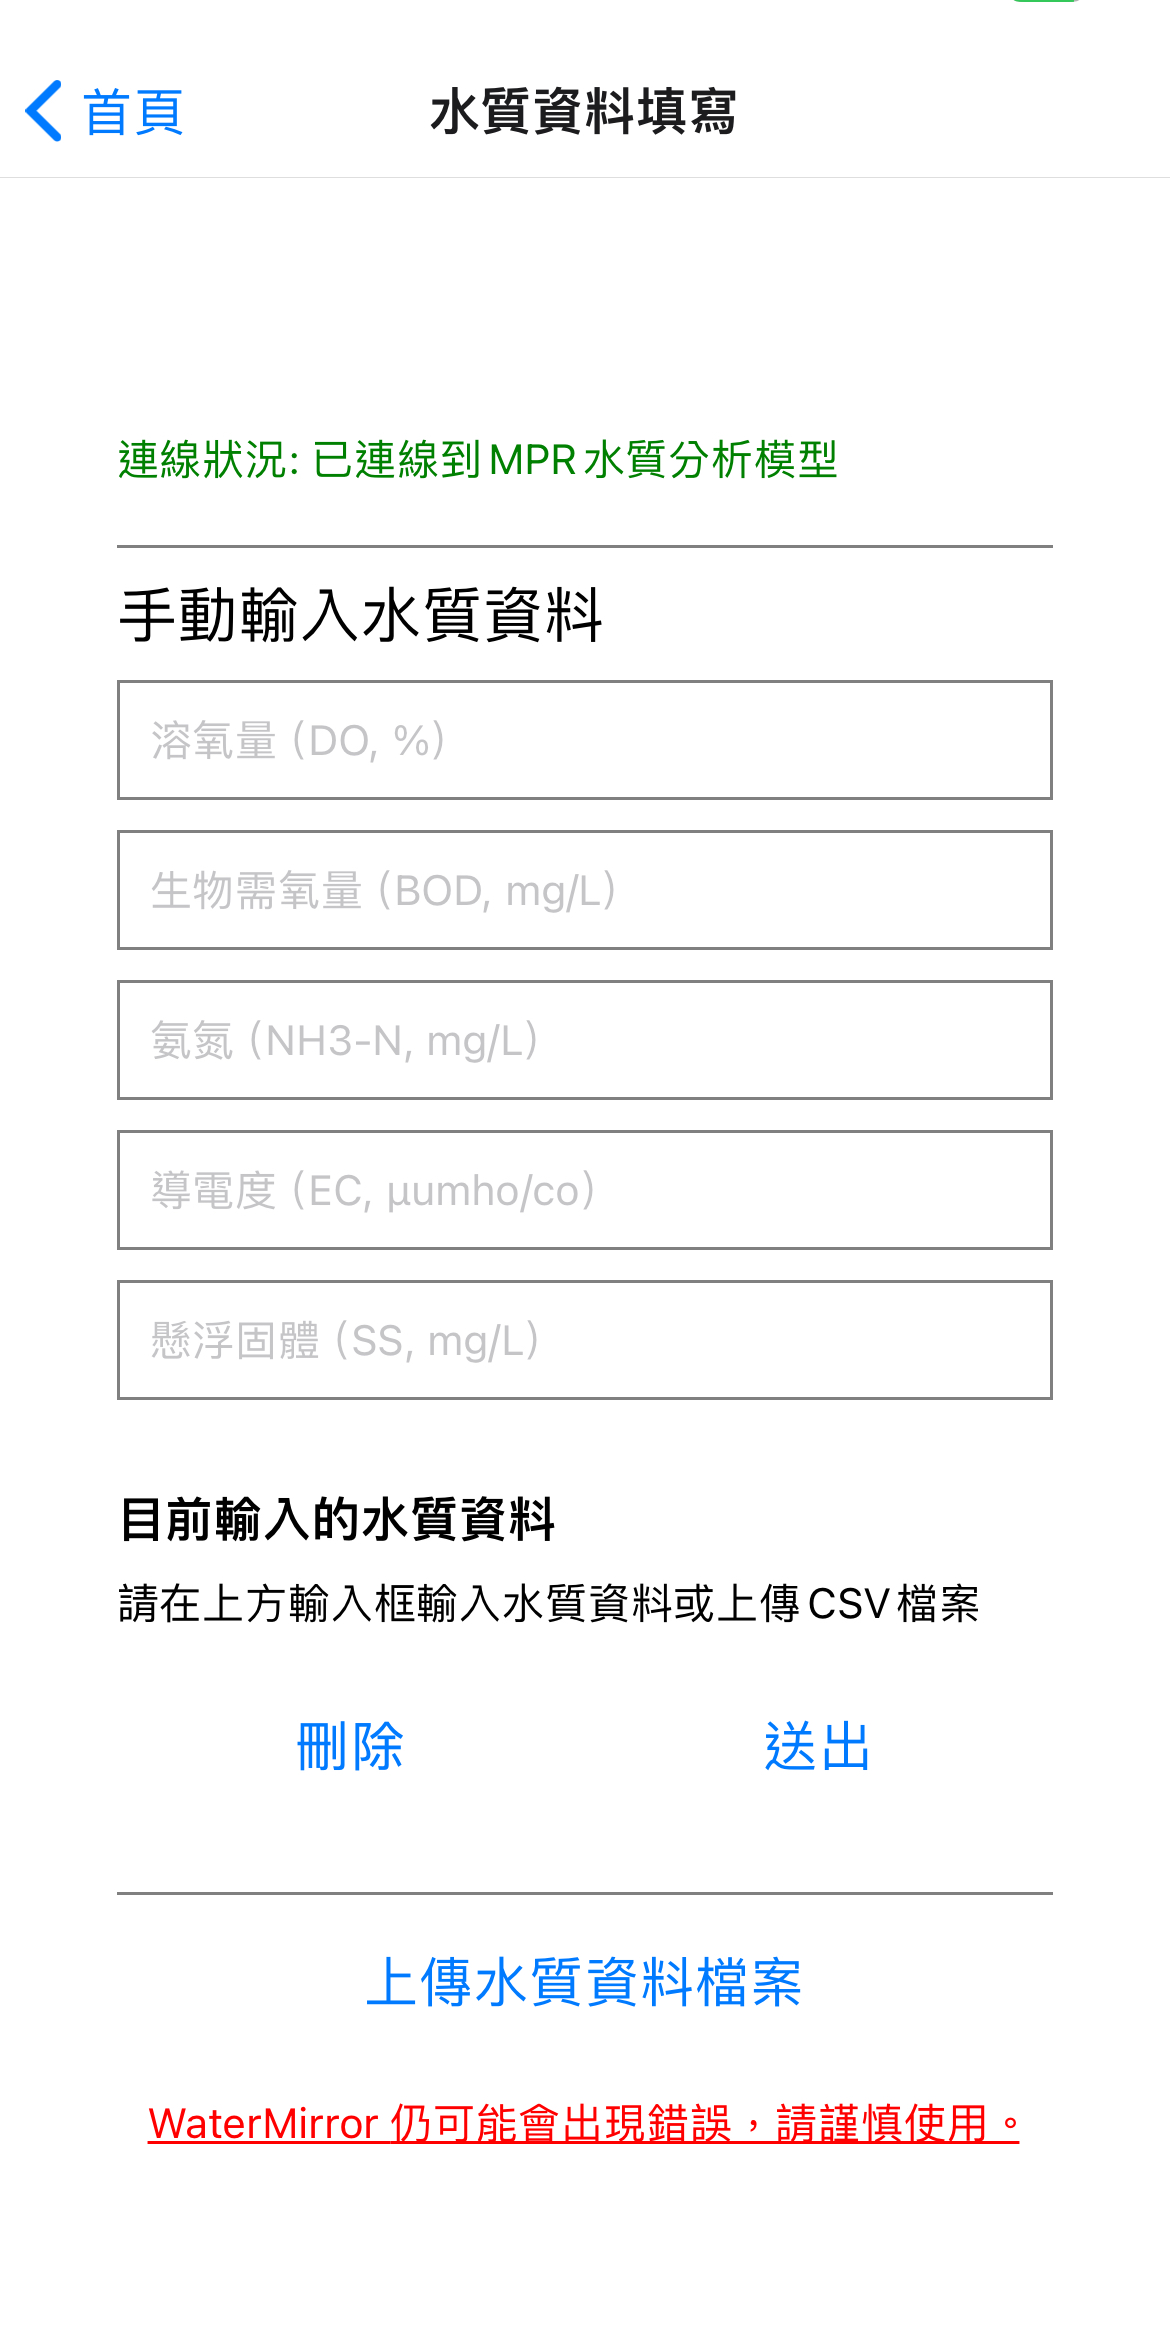 首頁
水質資料填寫
連線狀況: 已連線到 MPR 水質分析模型
手動輸入水質資料
溶氧量 (DO, %)
生物需氧量 (BOD, mg/L)
氨氮 (NH3-N, mg/L)
導電度 (EC, μumho/co)
懸浮固體 (SS, mg/L)
目前輸入的水質資料
請在上方輸入框輸入水質資料或上傳 CSV 檔案
刪除
送出
上傳水質資料檔案
WaterMirror 仍可能會出現錯誤，請謹慎使用。